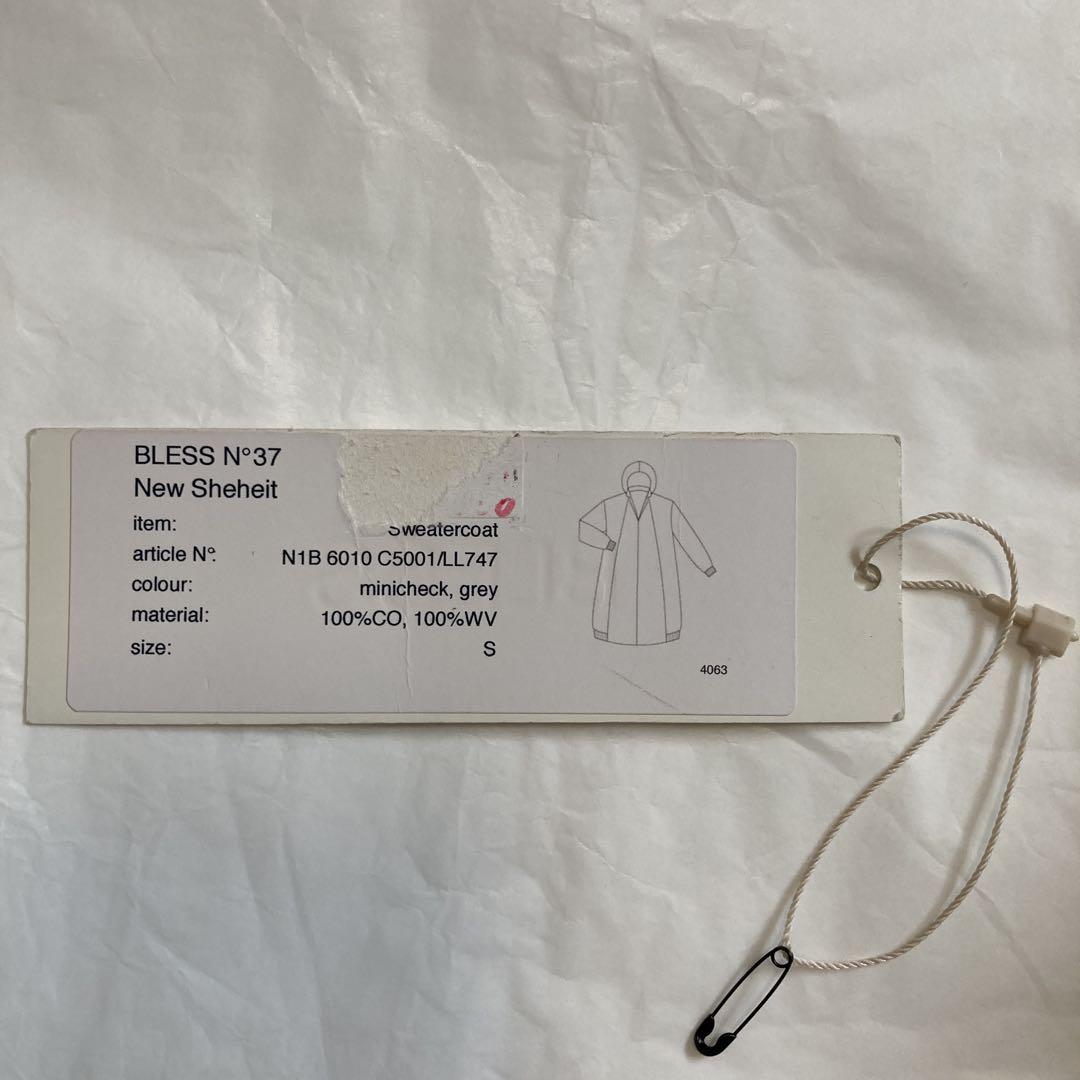 BLESS N°37
New Sheheit
item: Sweatercoat
article N°: N1B 6010 C5001/LL747
colour: minicheck, grey
material: 100%CO, 100%WV
size: S
4063